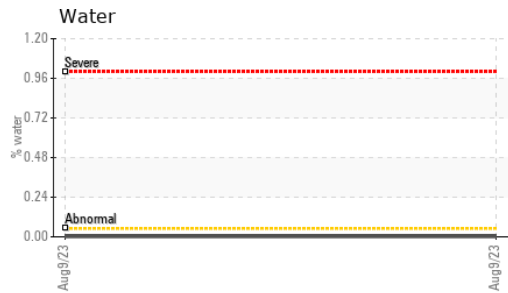 Water
1.20
Severe
0.96
0.72
% water
0.48
0.24
Abnormal
0.00
Aug9/23
Aug9/23